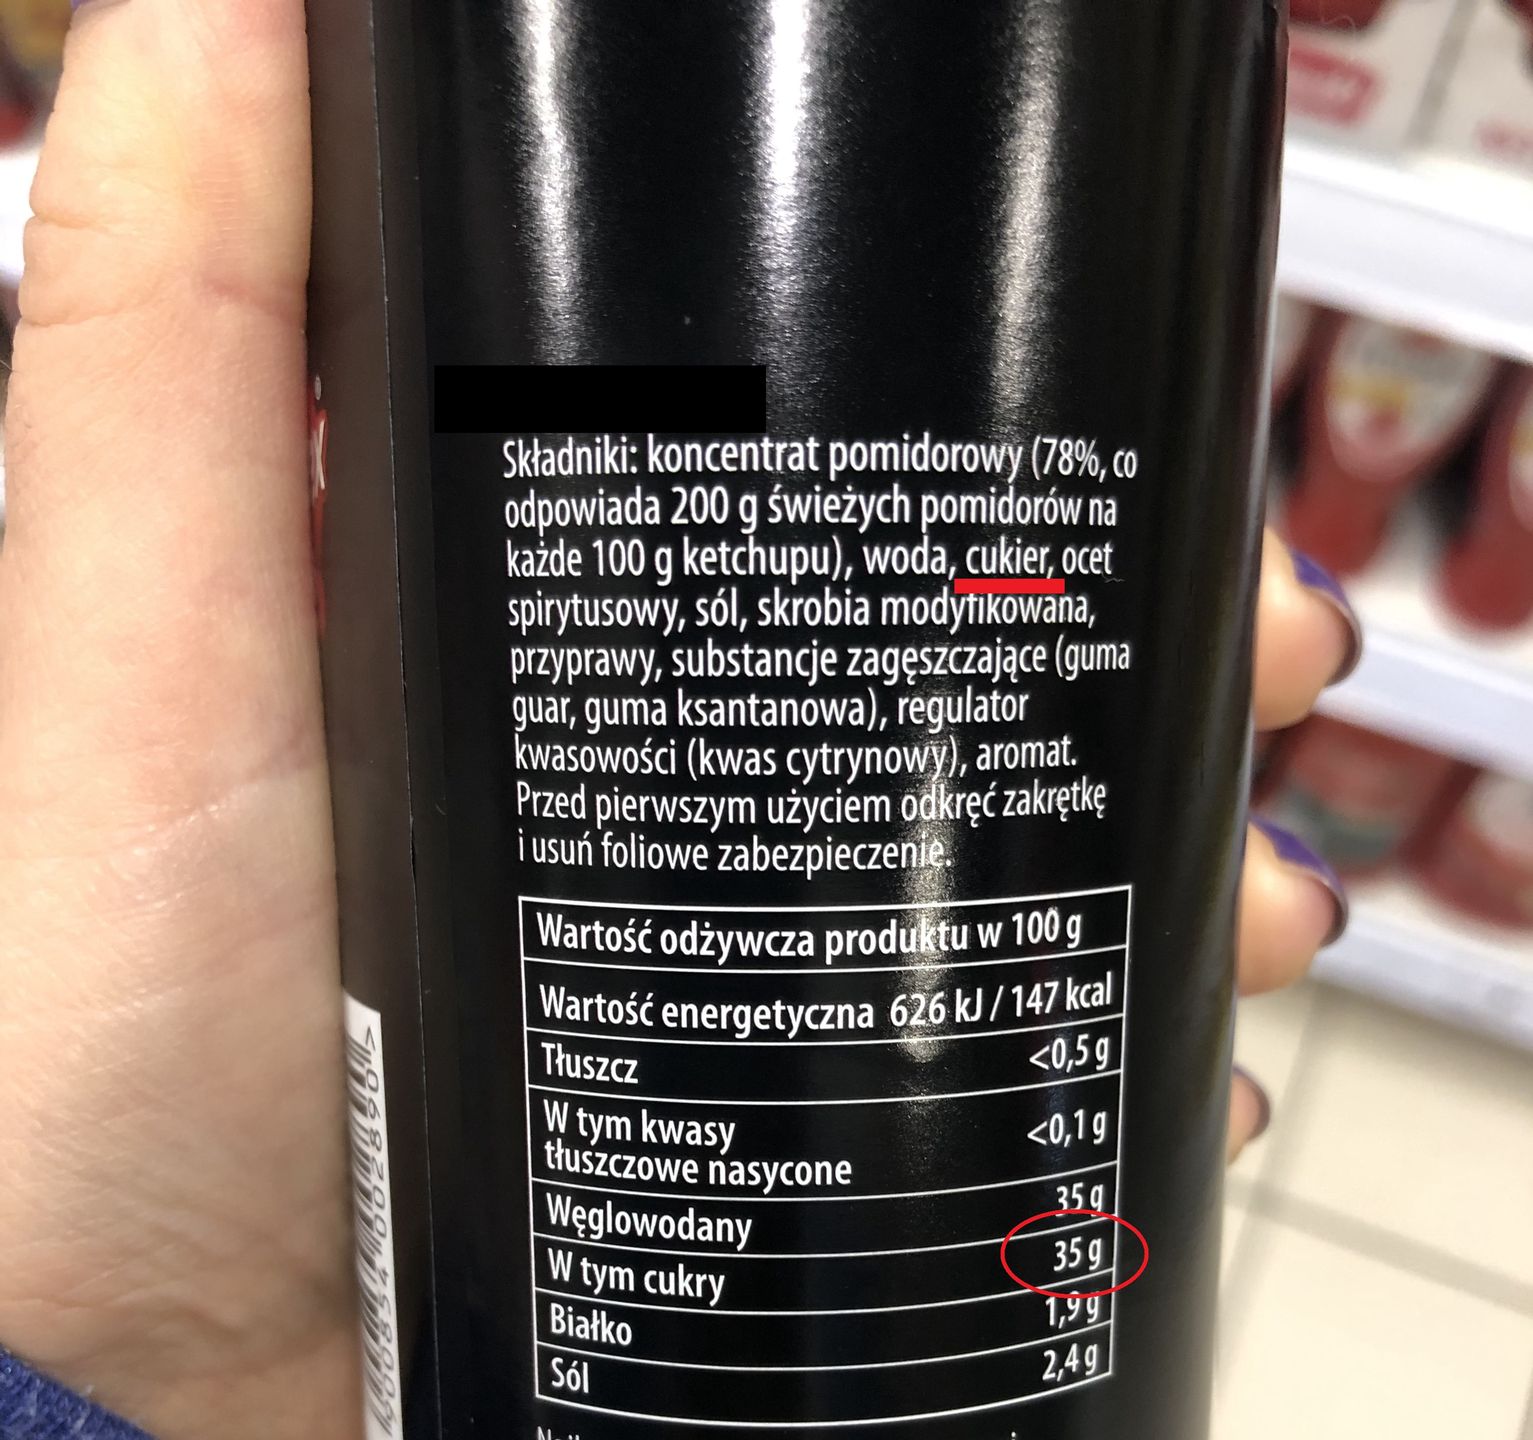 Składniki: koncentrat pomidorowy (78%, co
odpowiada 200 g świeżych pomidorów na
każde 100 g ketchupu), woda, cukier, ocet
spirytusowy, sól, skrobia modyfikowana,
przyprawy, substancje zagęszczające (guma
guar, guma ksantanowa), regulator
kwasowości (kwas cytrynowy), aromat.
Przed pierwszym użyciem odkręć zakrętkę
i usuń foliowe zabezpieczenie.
Wartość odżywcza produktu w 100 g
Wartość energetyczna 626 kJ / 147 kcal
Tłuszcz <0,5 g
W tym kwasy
tłuszczowe nasycone <0,1 g
Węglowodany 35 g
W tym cukry 35 g
Białko 1,9 g
Sól 2,4 g